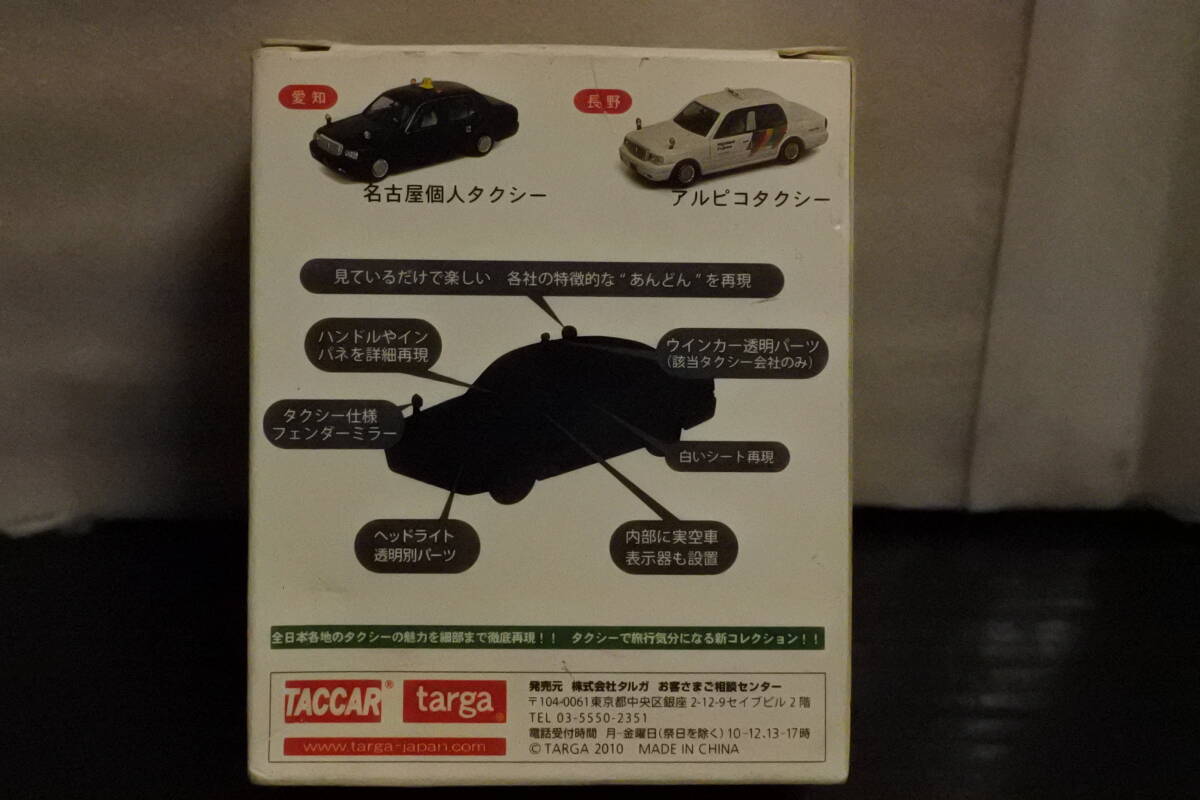 愛知
長野
名古屋個人タクシー
アルピコタクシー
見ているだけで楽しい　各社の特徴的な“あんどん”を再現
ハンドルやイン
パネを詳細再現
ウインカー透明パーツ
(該当タクシー会社のみ)
タクシー仕様
フェンダーミラー
白いシート再現
ヘッドライト
透明別パーツ
内部に実空車
表示器も設置
全日本各地のタクシーの魅力を細部まで徹底再現！！　タクシーで旅行気分になる新コレクション！！
TACCAR®
targa®
www.targa-japan.com
発売元　株式会社タルガ　お客さまご相談センター
〒104-0061東京都中央区銀座2-12-9セイブビル2階
TEL 03-5550-2351
電話受付時間　月-金曜日(祭日を除く)10-12.13-17時
©TARGA 2010　MADE IN CHINA